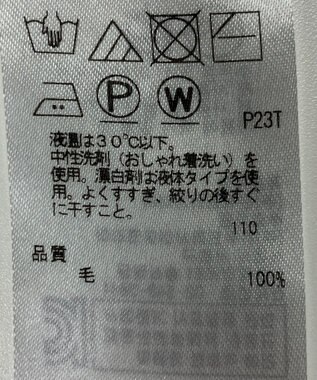 P
W
P23T
液温は30℃以下。
中性洗剤(おしゃれ着洗い)を
使用。漂白剤は液体タイプを使
用。よくすすぎ、絞りの後すぐ
に干すこと。
110
品質
毛 100%